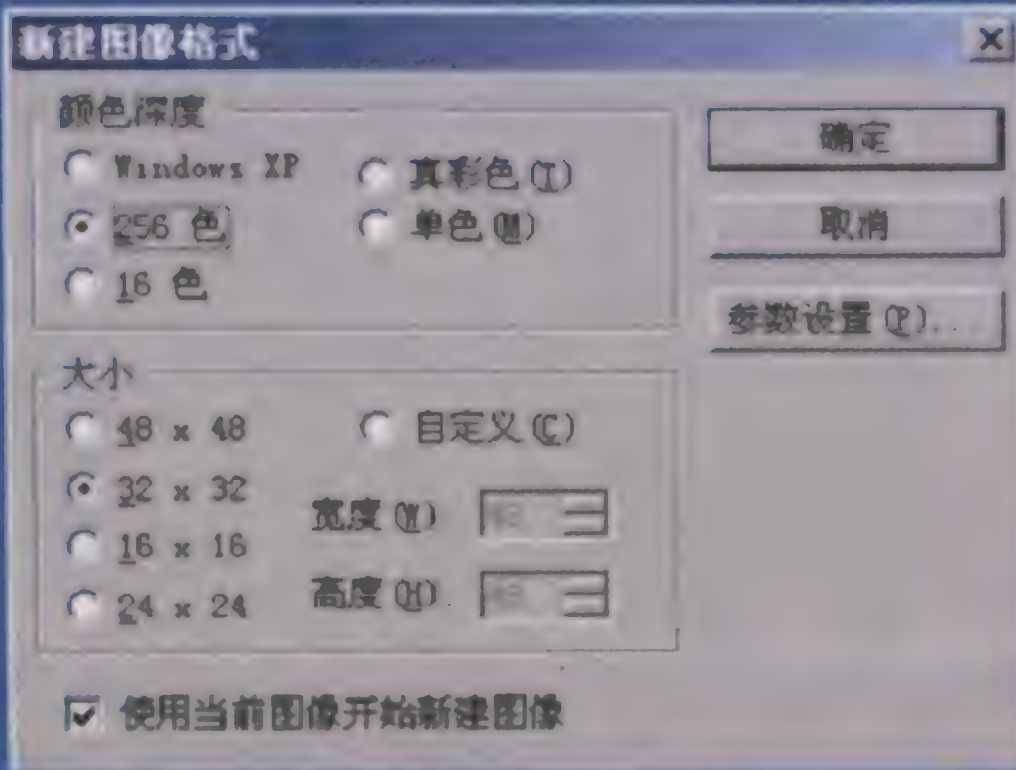 新建图像格式
颜色深度
Windows XP
真彩色(T)
256 色
单色(M)
16 色
确定
取消
参数设置(P)...
大小
48 x 48
自定义(C)
32 x 32
宽度(W)
16 x 16
高度(H)
24 x 24
使用当前图像开始新建图像